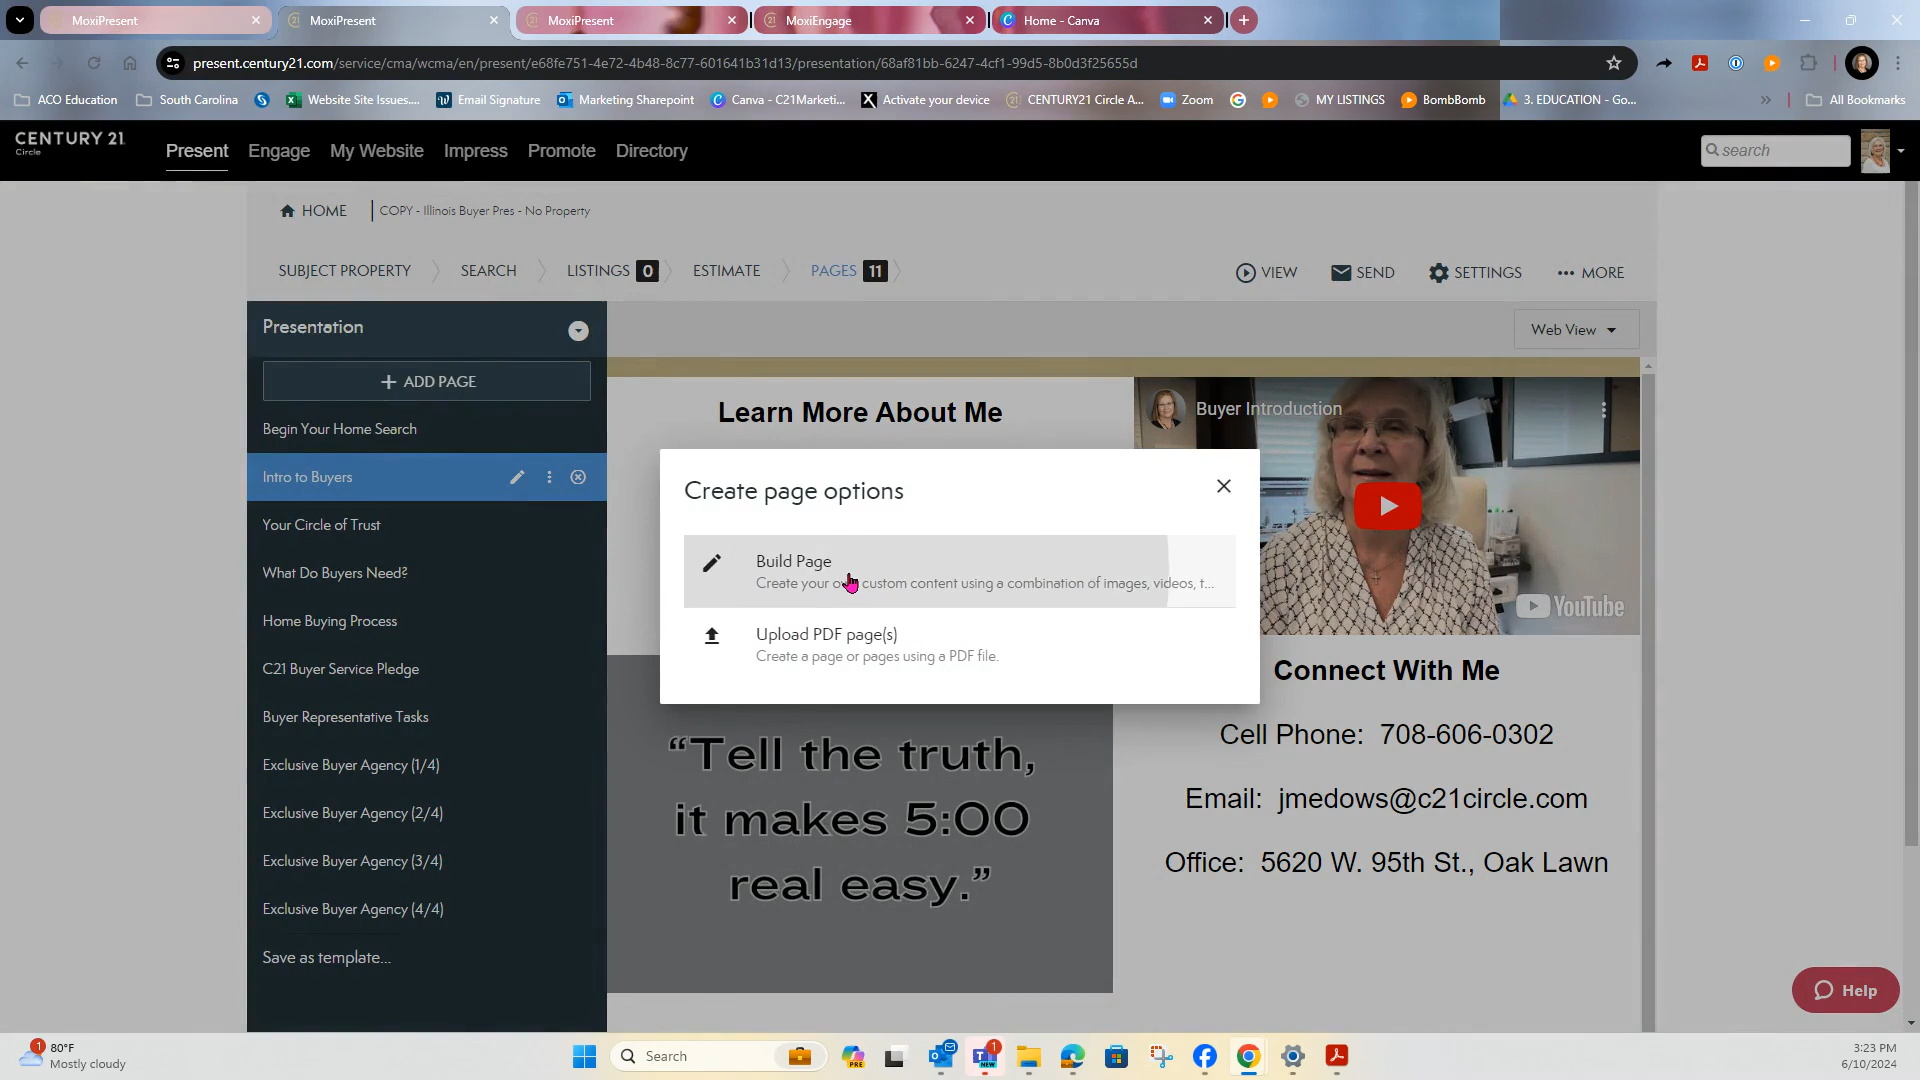 MoxiPresent
MoxiPresent
MoxiPresent
MoxiEngage
Home - Canva
present.century21.com/service/cma/wcma/en/present/e68fe751-4e72-4b48-8c77-601641b31d13/presentation/68af81bb-6247-4cf1-99d5-8b0d3f25655d
ACO Education
South Carolina
Website Site Issues....
Email Signature
Marketing Sharepoint
Canva - C21Marketi...
Activate your device
CENTURY21 Circle A...
Zoom
MY LISTINGS
BombBomb
3. EDUCATION - Go...
All Bookmarks
CENTURY 21
Circle
Present
Engage
My Website
Impress
Promote
Directory
search
HOME
COPY - Illinois Buyer Pres - No Property
SUBJECT PROPERTY
SEARCH
LISTINGS 0
ESTIMATE
PAGES 11
VIEW
SEND
SETTINGS
MORE
Presentation
Web View
+ ADD PAGE
Begin Your Home Search
Intro to Buyers
Your Circle of Trust
What Do Buyers Need?
Home Buying Process
C21 Buyer Service Pledge
Buyer Representative Tasks
Exclusive Buyer Agency (1/4)
Exclusive Buyer Agency (2/4)
Exclusive Buyer Agency (3/4)
Exclusive Buyer Agency (4/4)
Save as template...
Learn More About Me
Buyer Introduction
YouTube
Create page options
Build Page
Create your custom content using a combination of images, videos, t...
Upload PDF page(s)
Create a page or pages using a PDF file.
“Tell the truth,
it makes 5:00
real easy.”
Connect With Me
Cell Phone: 708-606-0302
Email: jmedows@c21circle.com
Office: 5620 W. 95th St., Oak Lawn
Help
1
80°F
Mostly cloudy
Search
PRE
1
NEW
3:23 PM
6/10/2024